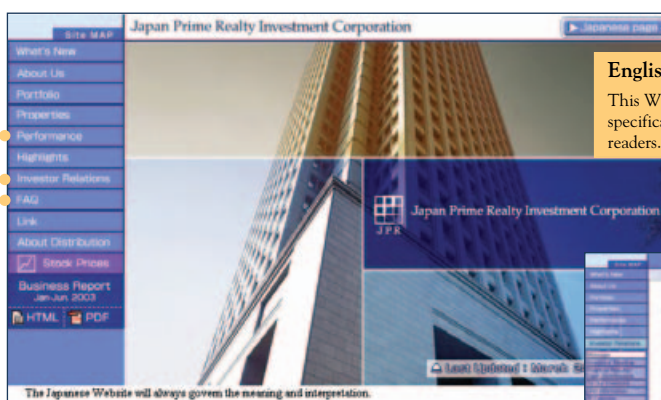 Site MAP
Japan Prime Realty Investment Corporation
Japanese page
What's New
About Us
Portfolio
Properties
Performance
Highlights
Investor Relations
FAQ
Link
About Distribution
Stock Prices
Business Report
Jan-Jun, 2003
HTML PDF
Englis
This W
specifica
readers.
Japan Prime Realty Investment Corporation
JPR
Last Updated : March
The Japanese Website will always govern the meaning and interpretation.